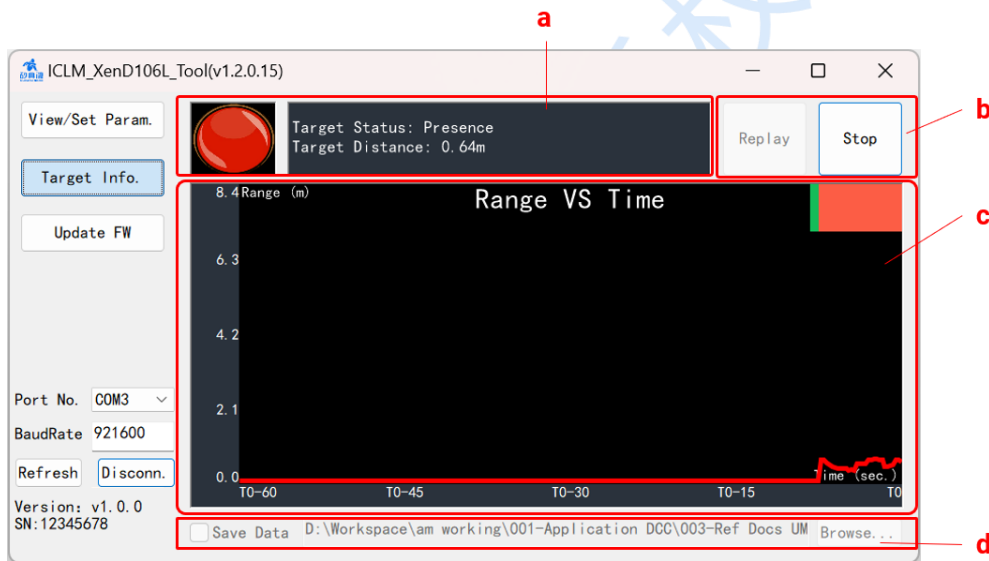 a
ICLM_XenD106L_Tool(v1.2.0.15)
View/Set Param.
Target Info.
Update FW
Target Status: Presence
Target Distance: 0.64m
Replay
Stop
b
Range VS Time
8.4 Range (m)
6.3
4.2
2.1
0.0
Time (sec.)
T0-60 T0-45 T0-30 T0-15 T0
c
Port No. COM3
BaudRate 921600
Refresh Disconn.
Version: v1.0.0
SN:12345678
Save Data D:\Workspace\am working\001-Application DCC\003-Ref Docs UM Browse...
d